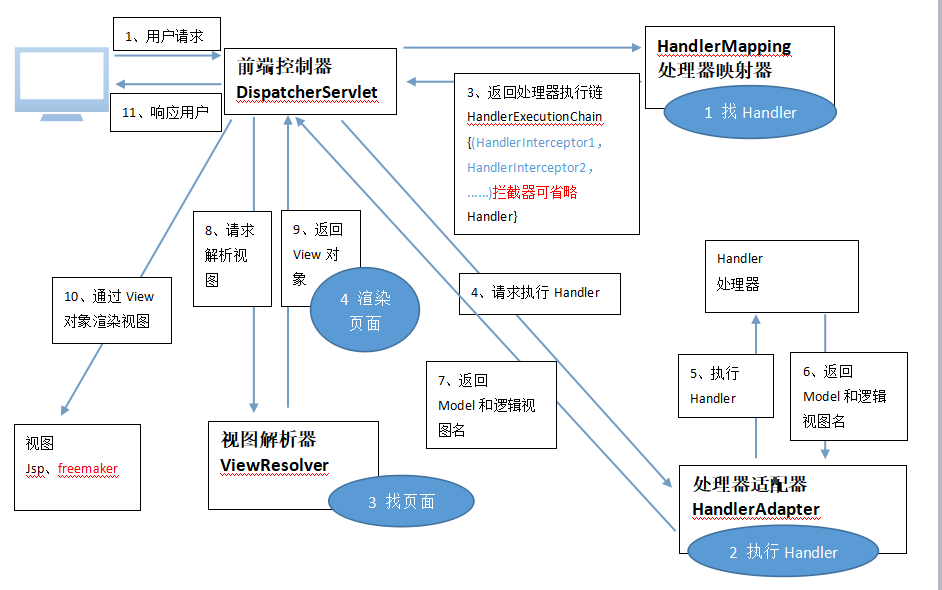 1、用户请求
前端控制器
DispatcherServlet
HandlerMapping
处理器映射器
1 找 Handler
11、响应用户
3、返回处理器执行链
HandlerExecutionChain
{(HandlerInterceptor1，
HandlerInterceptor2，
……)拦截器可省略
Handler}
8、请求
解析视
图
9、返回
View 对
象
4 渲染
页面
10、通过 View
对象渲染视图
4、请求执行 Handler
Handler
处理器
7、返回
Model 和逻辑视
图名
5、执行
Handler
6、返回
Model 和逻辑
视图名
视图
Jsp、freemaker
视图解析器
ViewResolver
3 找页面
处理器适配器
HandlerAdapter
2 执行 Handler